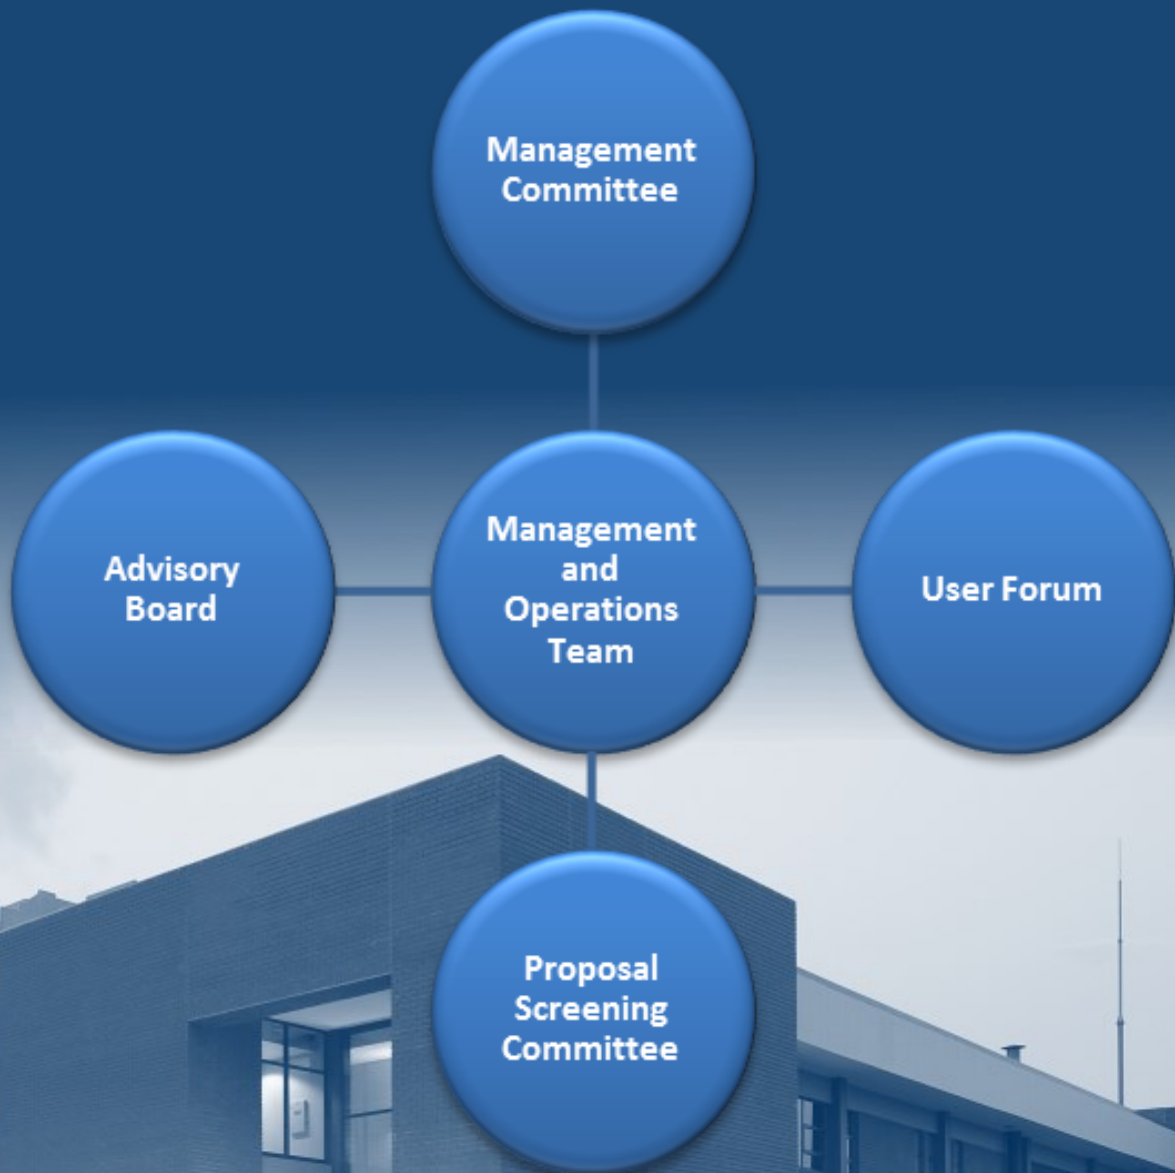 Management
Committee
Advisory
Board
Management
and
Operations
Team
User Forum
Proposal
Screening
Committee